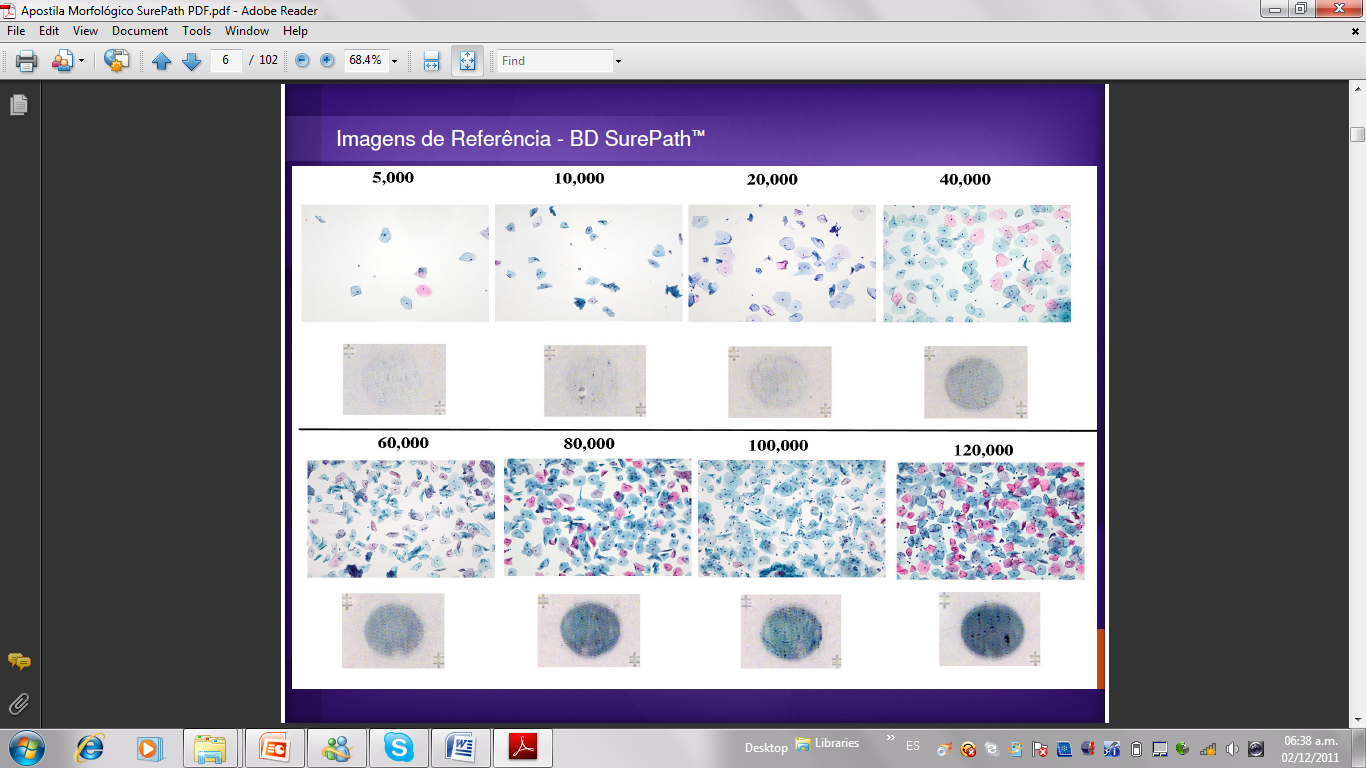 Apostila Morfológico SurePath PDF.pdf - Adobe Reader
File Edit View Document Tools Window Help
6 / 102 68.4% Find
Imagens de Referência - BD SurePath™
5,000 10,000 20,000 40,000
60,000 80,000 100,000 120,000
Desktop Libraries » ES 06:38 a.m.
02/12/2011